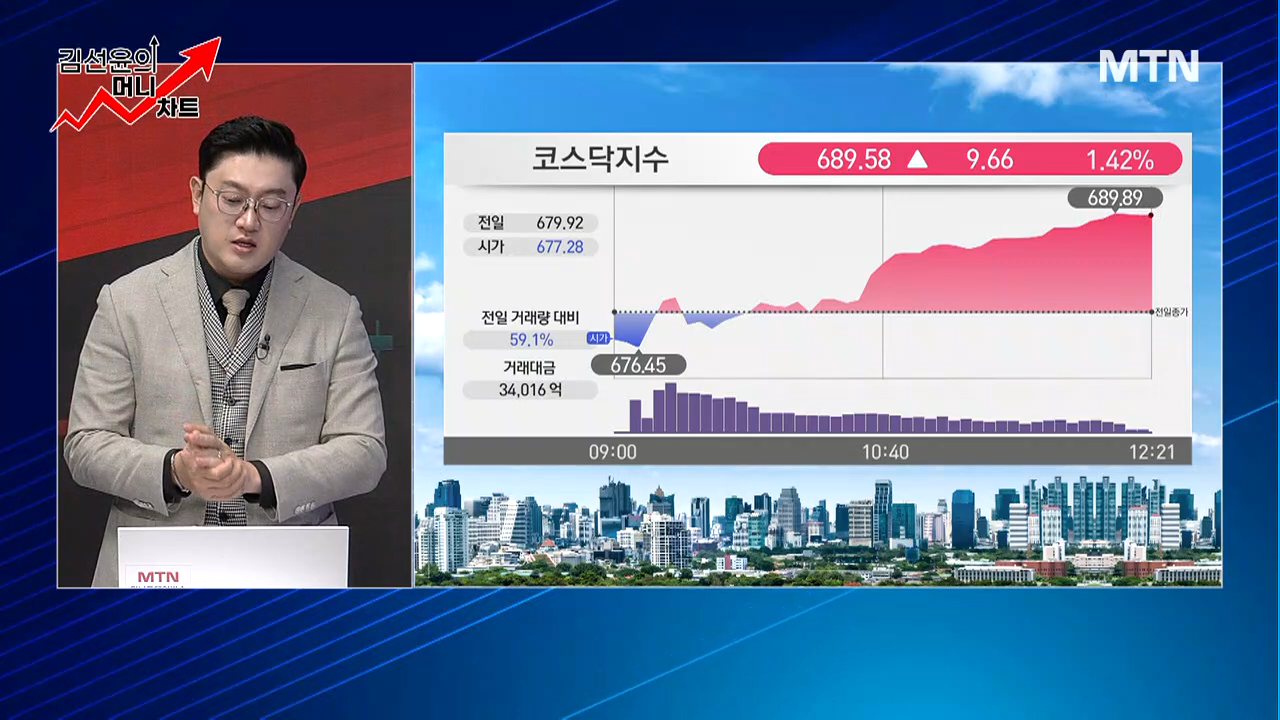 김선윤의
머니
차트
MTN
코스닥지수
689.58 ▲ 9.66 1.42%
689.89
전일 679.92
시가 677.28
전일종가
전일 거래량 대비
59.1%
시가
676.45
거래대금
34,016 억
09:00 10:40 12:21
MTN